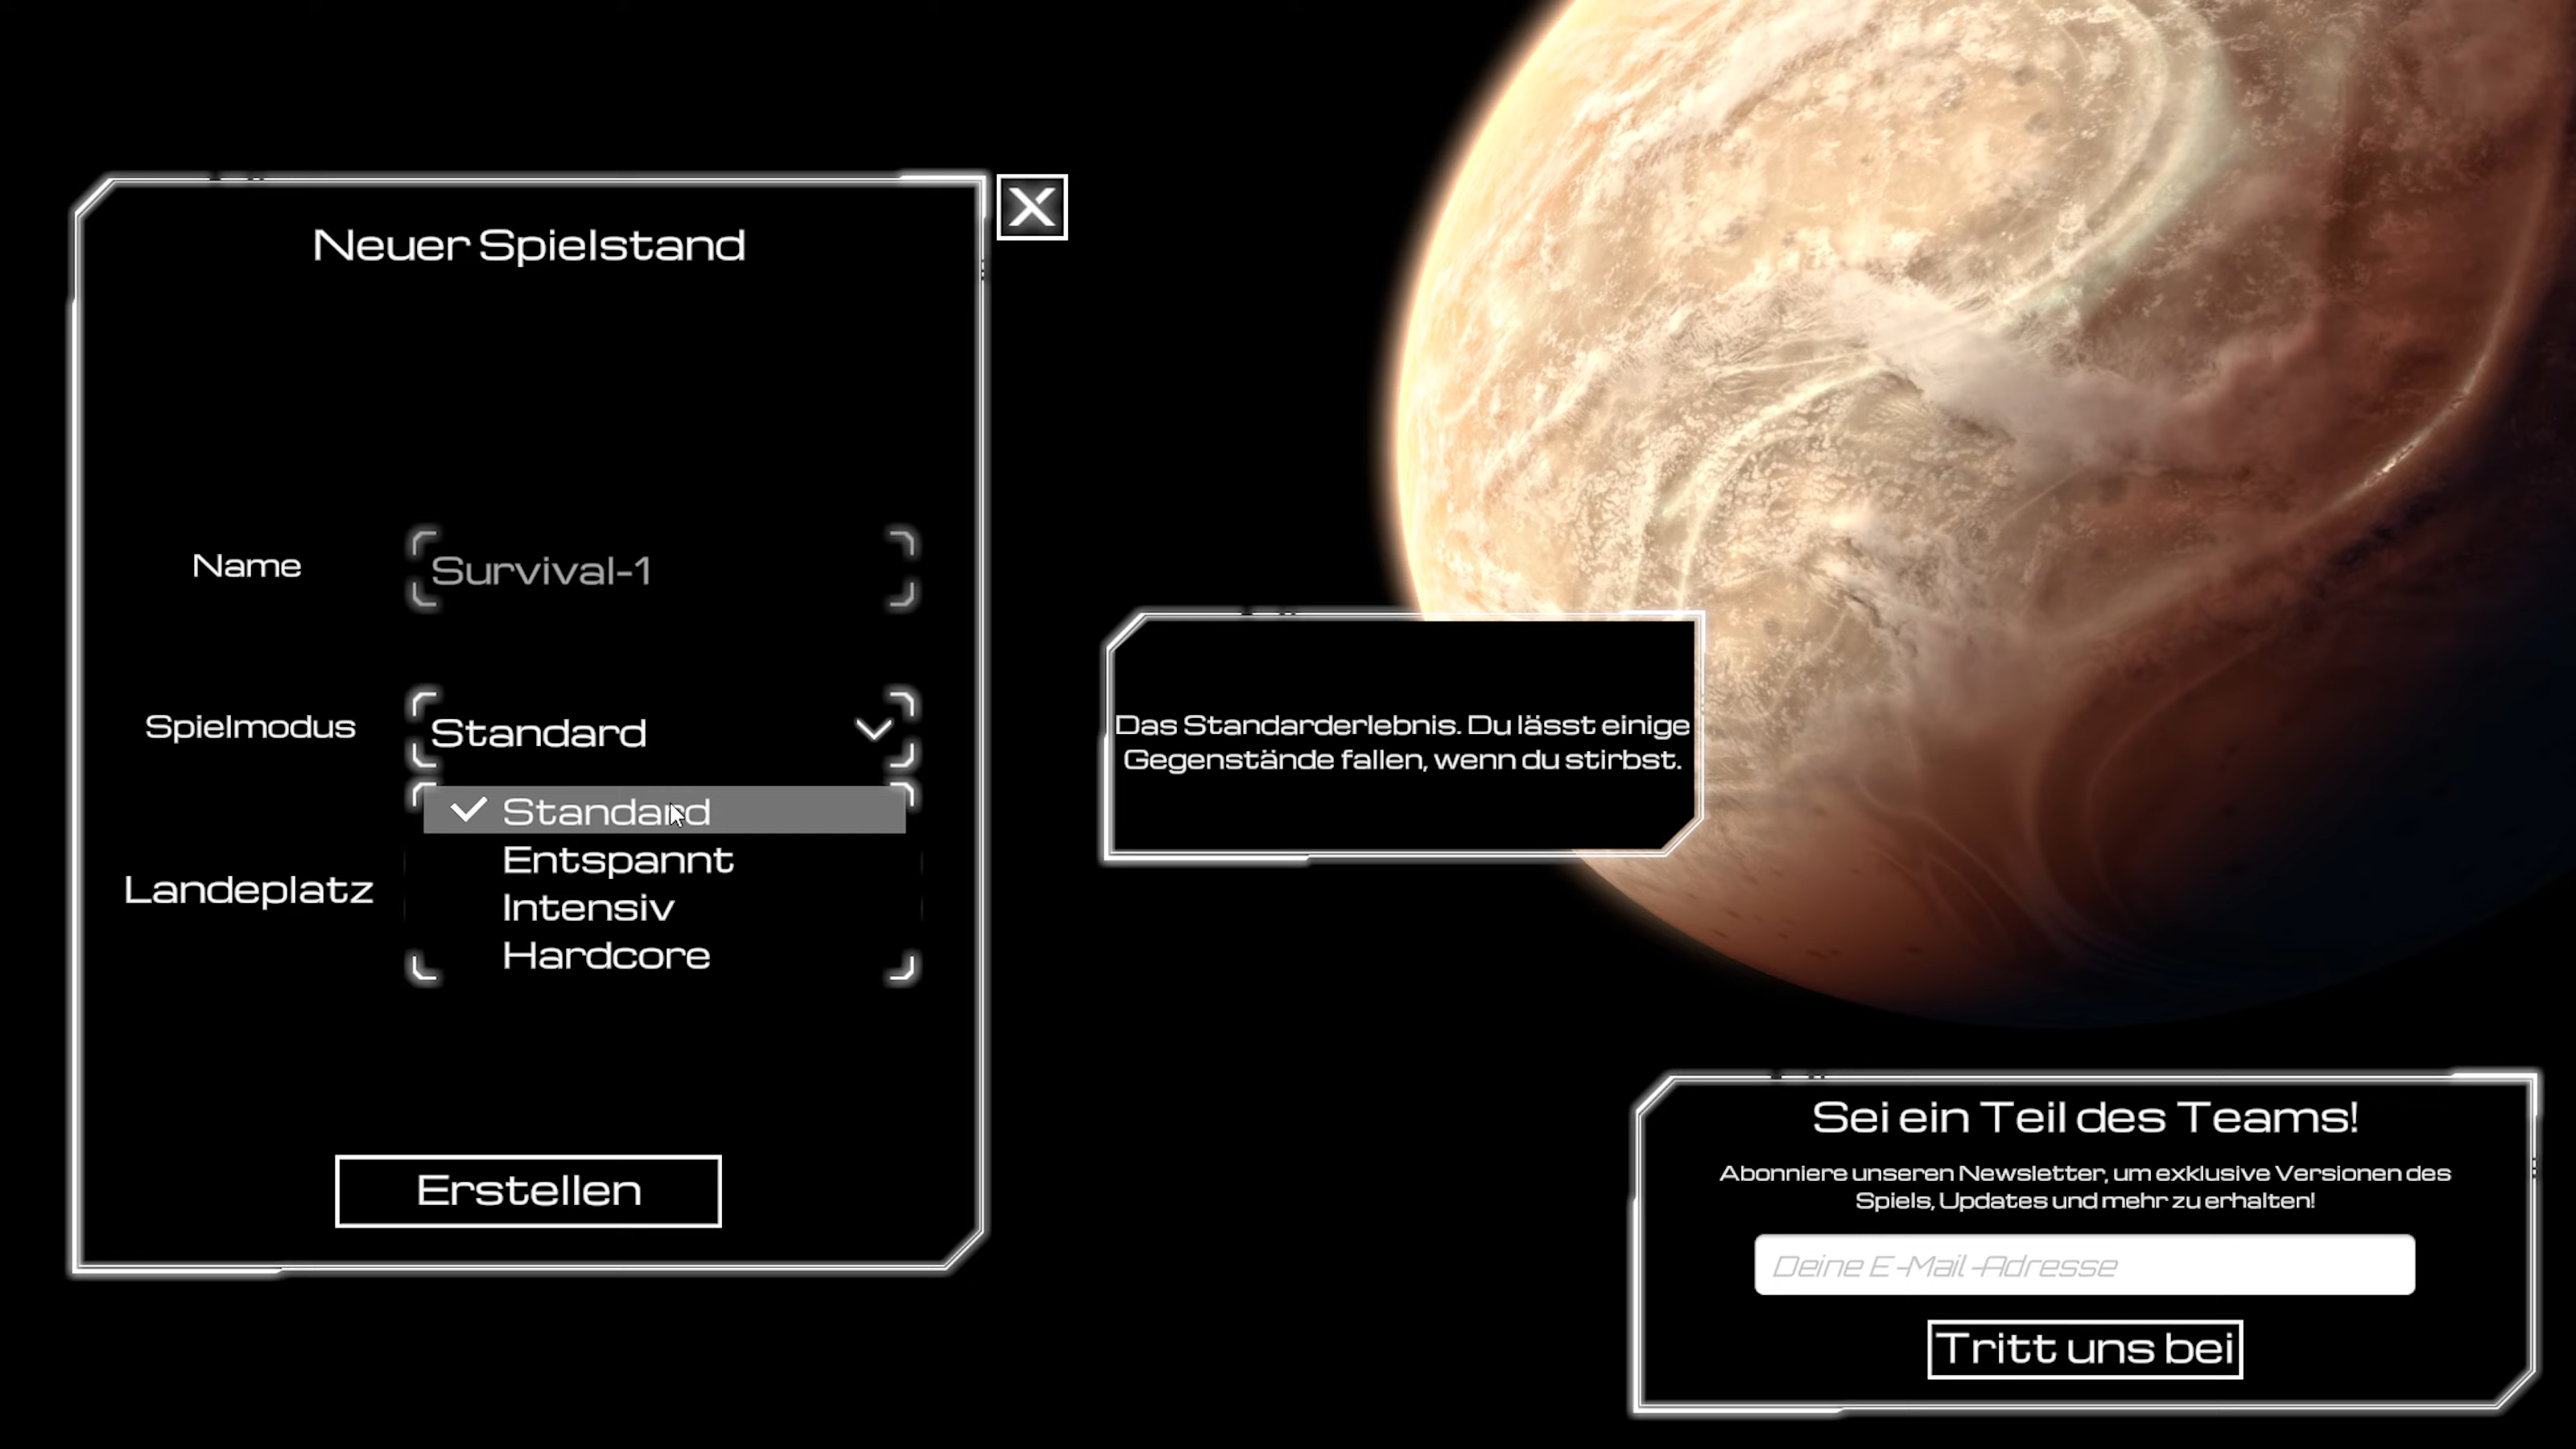 Neuer Spielstand
X
Name
Survival-1
Spielmodus
Standard
Standard
Entspannt
Intensiv
Hardcore
Landeplatz
Erstellen
Das Standarderlebnis. Du lässt einige
Gegenstände fallen, wenn du stirbst.
Sei ein Teil des Teams!
Abonniere unseren Newsletter, um exklusive Versionen des
Spiels, Updates und mehr zu erhalten!
Deine E-Mail-Adresse
Tritt uns bei